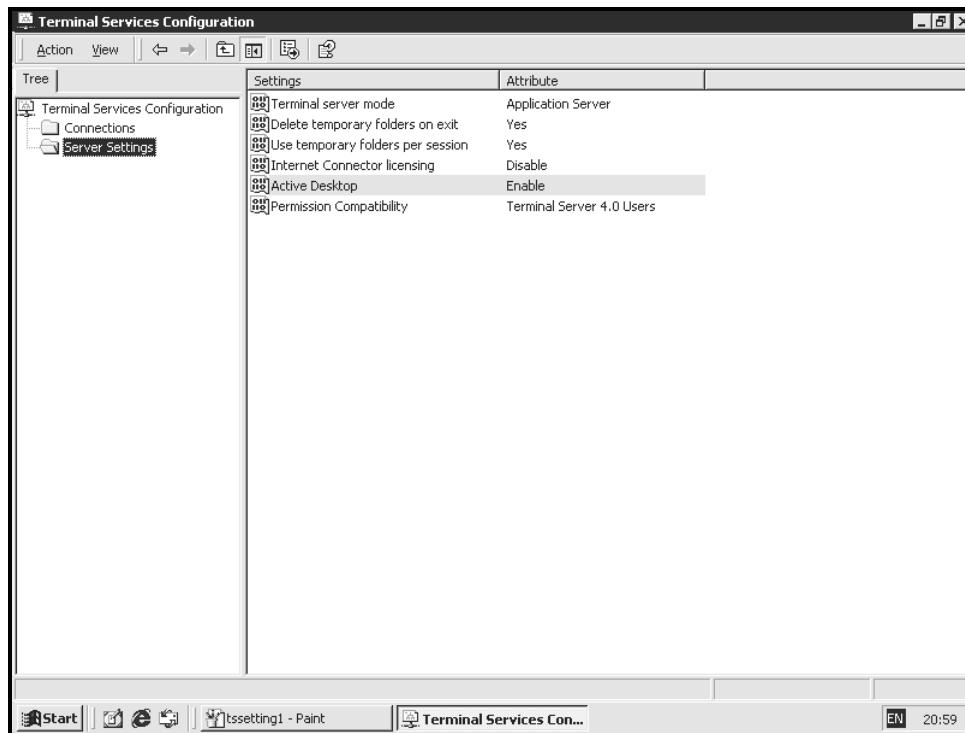 Terminal Services Configuration
Action View
Tree
Settings Attribute
Terminal Services Configuration
Connections
Server Settings
Terminal server mode Application Server
Delete temporary folders on exit Yes
Use temporary folders per session Yes
Internet Connector licensing Disable
Active Desktop Enable
Permission Compatibility Terminal Server 4.0 Users
Start tssetting1 - Paint Terminal Services Con... EN 20:59